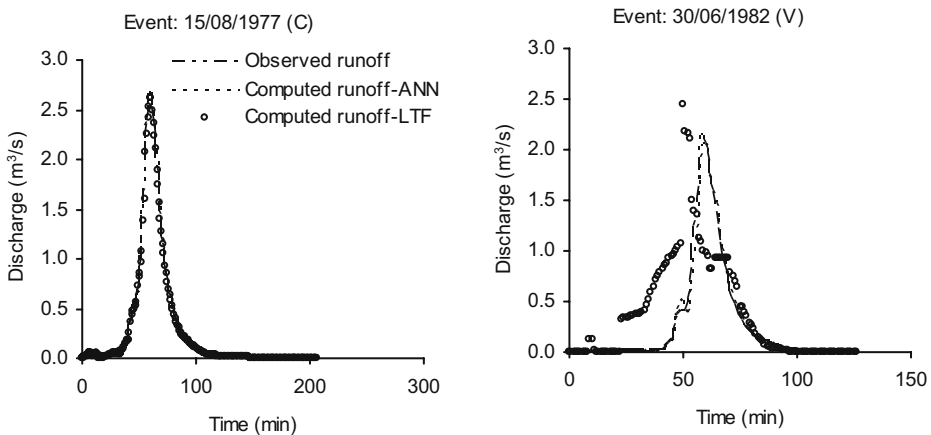 Event: 15/08/1977 (C)
3.0
2.5
2.0
1.5
1.0
0.5
0.0
Discharge (m³/s)
Observed runoff
Computed runoff-ANN
Computed runoff-LTF
0
100
200
300
Time (min)
Event: 30/06/1982 (V)
3.0
2.5
2.0
1.5
1.0
0.5
0.0
Discharge (m³/s)
0
50
100
150
Time (min)